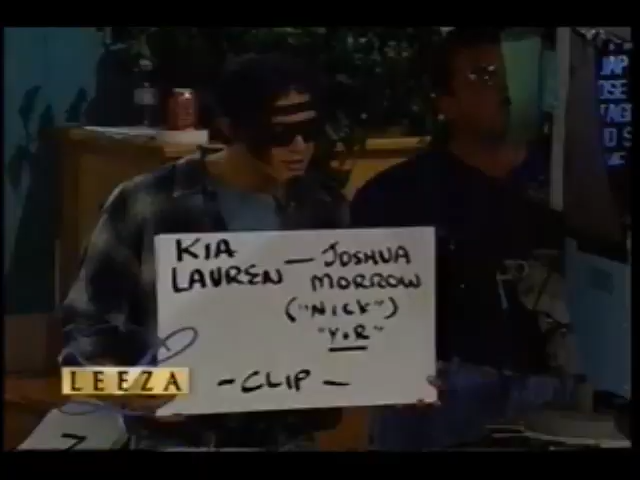 KIA
LAUREN — JOSHUA
MORROW
("NICK")
"Y&R"
- CLIP -
LEEZA